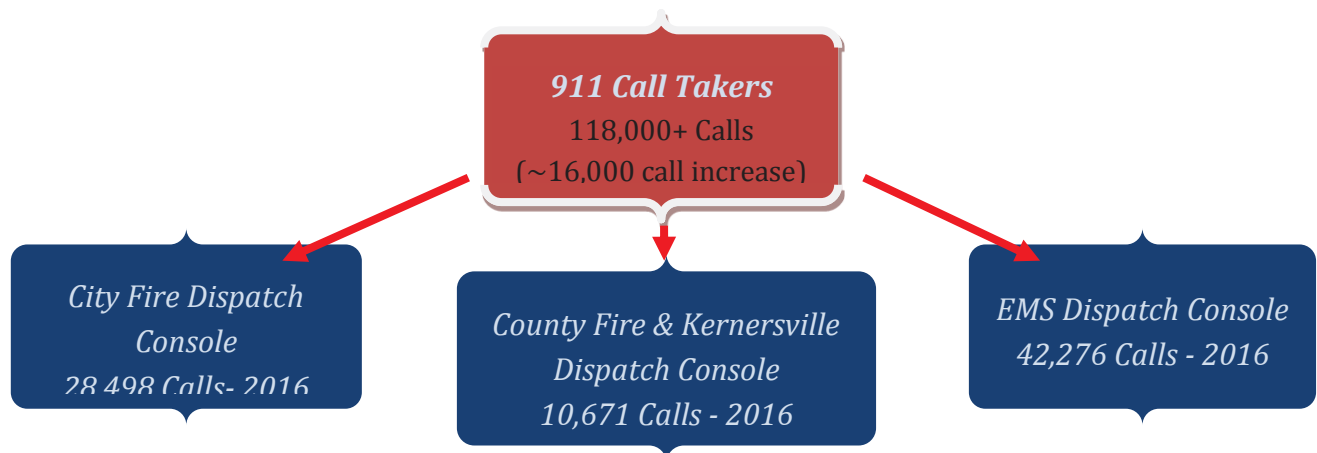 911 Call Takers
118,000+ Calls
(~16,000 call increase)
City Fire Dispatch
Console
28,498 Calls- 2016
County Fire & Kernersville
Dispatch Console
10,671 Calls - 2016
EMS Dispatch Console
42,276 Calls - 2016